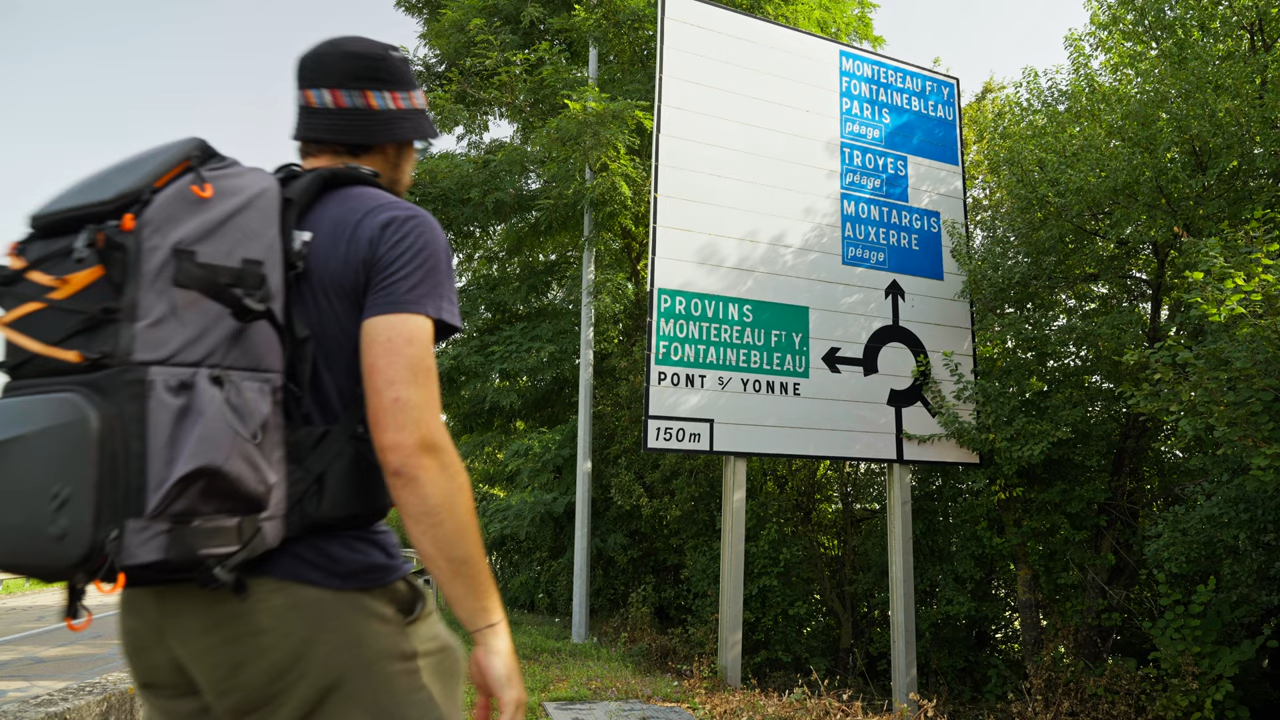 MONTEREAU Fᵀ Y.
FONTAINEBLEAU
PARIS
péage
TROYES
péage
MONTARGIS
AUXERRE
péage
PROVINS
MONTEREAU Fᵀ Y.
FONTAINEBLEAU
PONT s/ YONNE
150m